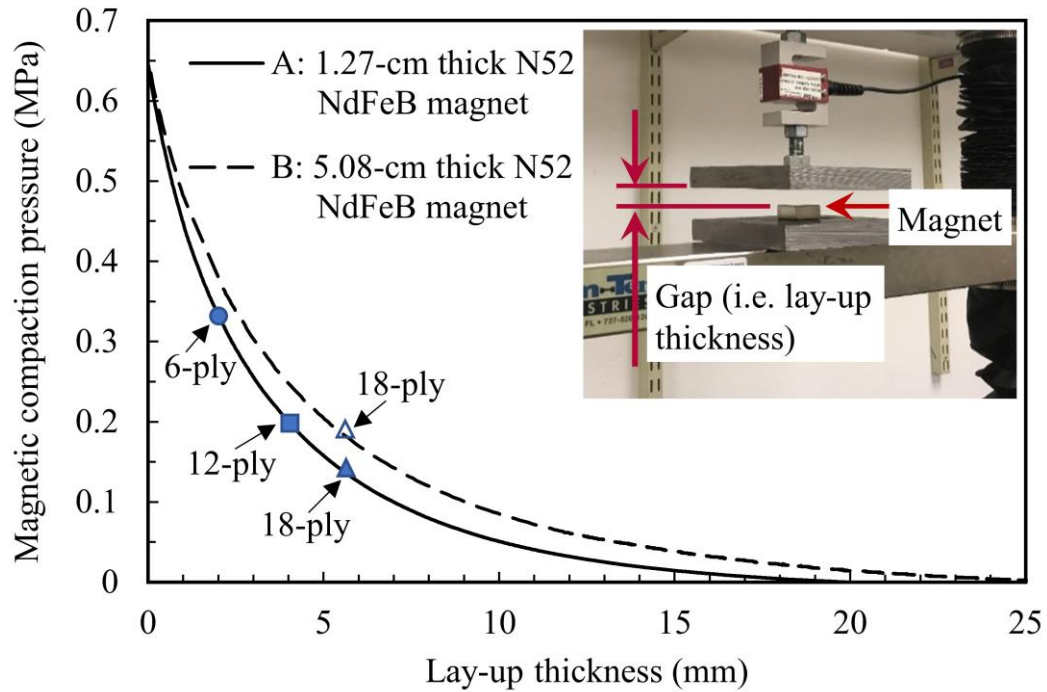 Magnetic compaction pressure (MPa)
0.7
0.6
0.5
0.4
0.3
0.2
0.1
0
A: 1.27-cm thick N52
NdFeB magnet
B: 5.08-cm thick N52
NdFeB magnet
6-ply
12-ply
18-ply
18-ply
Magnet
Gap (i.e. lay-up
thickness)
STRIES
0
5
10
15
20
25
Lay-up thickness (mm)